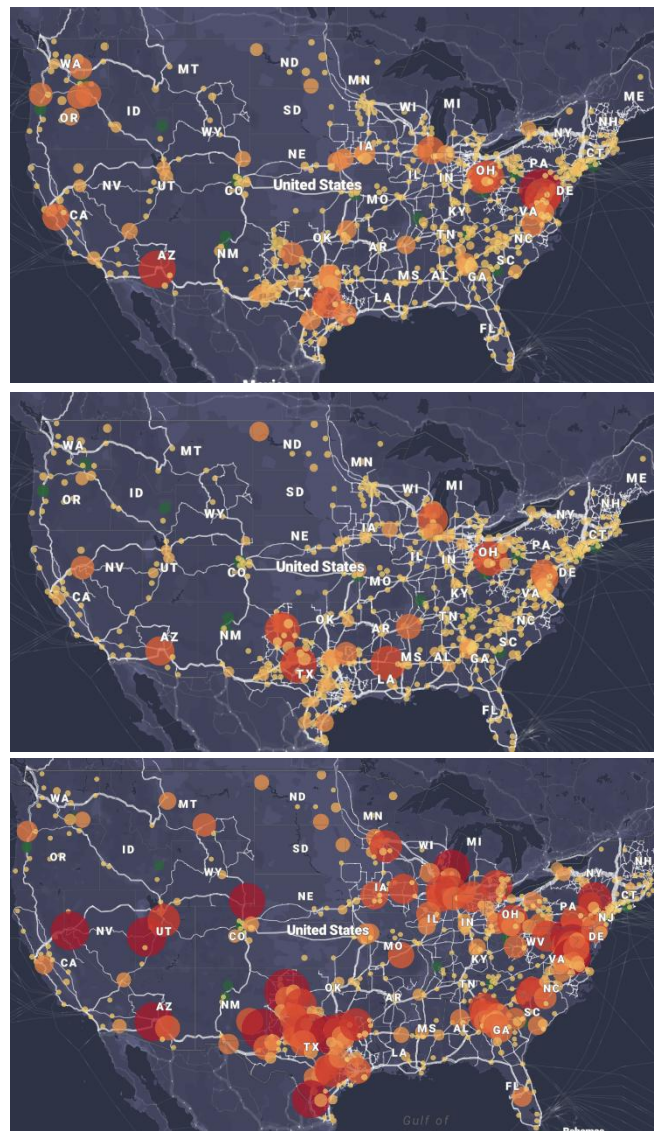 WA MT ND MN ME
OR ID SD WI MI NH
WY NY CT
NE IA PA
NV UT CO United States IL IN OH DE
CA MO KY VA
AZ NM OK AR TN NC
SC
TX MS AL GA
LA
FL
WA MT ND MN ME
OR ID SD WI MI NH
WY NY CT
NE IA PA
NV UT CO United States IL IN OH DE
CA MO KY VA
AZ NM OK AR TN NC
SC
TX MS AL GA
LA
FL
WA MT ND MN
OR ID SD WI MI NH
WY NE IA PA NY CT
NV UT CO United States IL IN OH NJ
CA MO KY WV VA DE
AZ NM OK AR TN NC
SC
TX MS AL GA
LA
FL
Gulf of